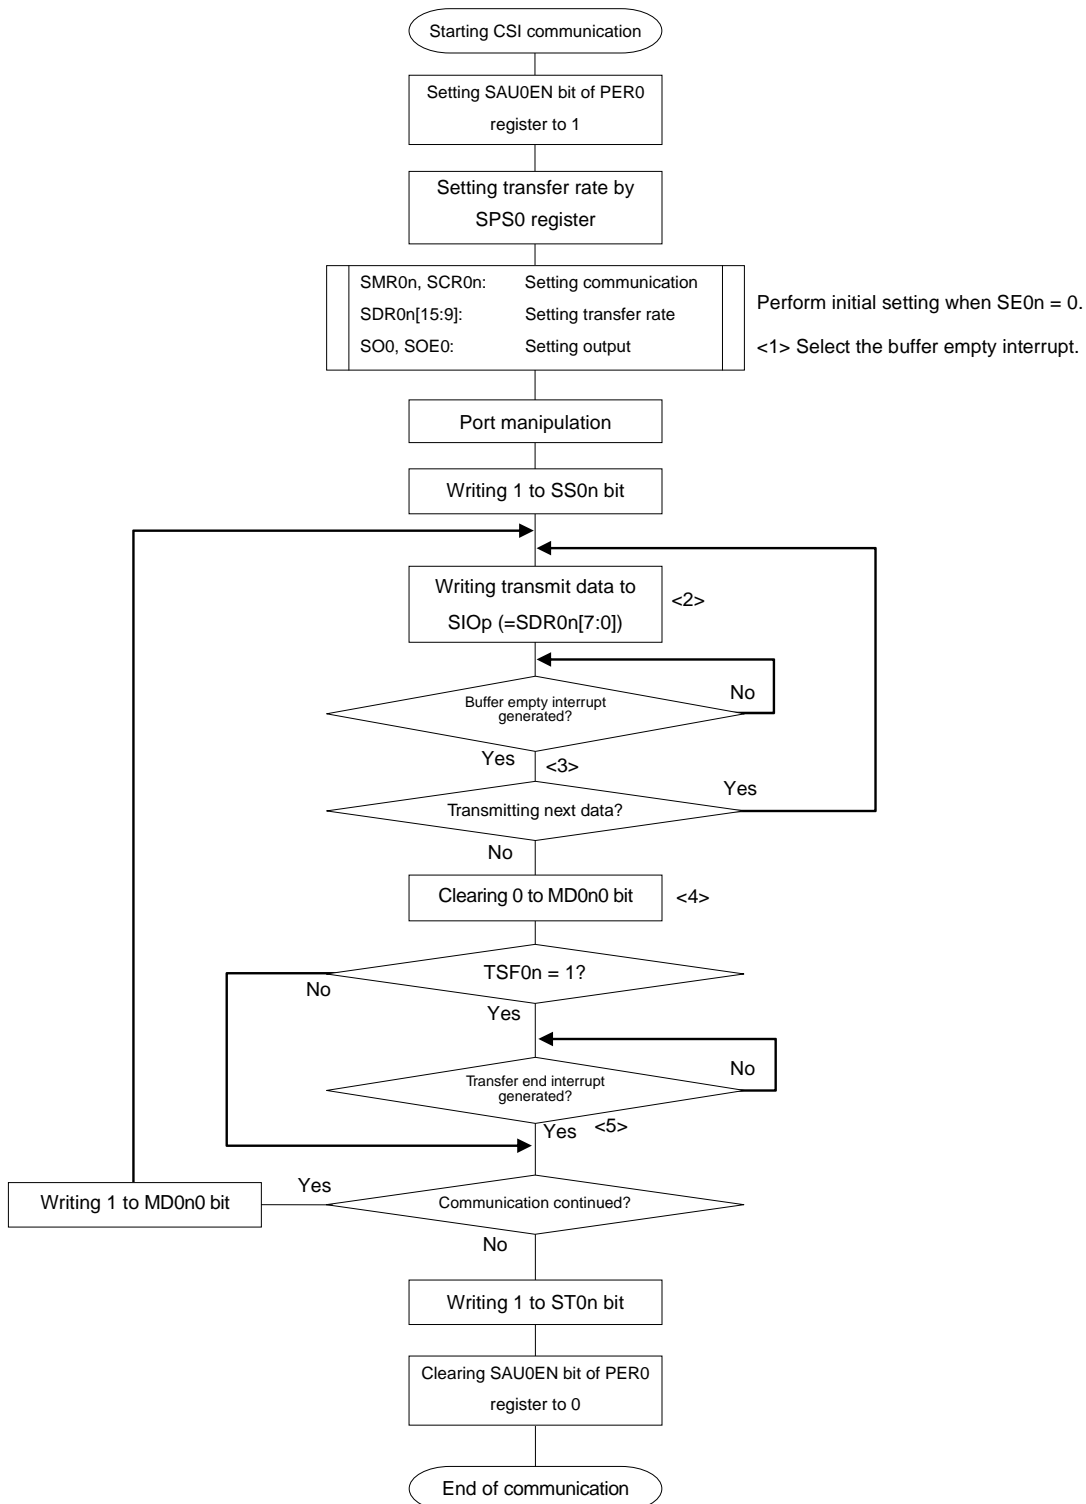 Starting CSI communication
Setting SAU0EN bit of PER0
register to 1
Setting transfer rate by
SPS0 register
SMR0n, SCR0n: Setting communication
SDR0n[15:9]: Setting transfer rate
SO0, SOE0: Setting output
Perform initial setting when SE0n = 0.
<1> Select the buffer empty interrupt.
Port manipulation
Writing 1 to SS0n bit
Writing transmit data to
SIOp (=SDR0n[7:0])
<2>
Buffer empty interrupt
generated?
No
Yes
<3>
Transmitting next data?
Yes
No
Clearing 0 to MD0n0 bit
<4>
TSF0n = 1?
No
Yes
Transfer end interrupt
generated?
No
Yes
<5>
Communication continued?
Yes
Writing 1 to MD0n0 bit
No
Writing 1 to ST0n bit
Clearing SAU0EN bit of PER0
register to 0
End of communication